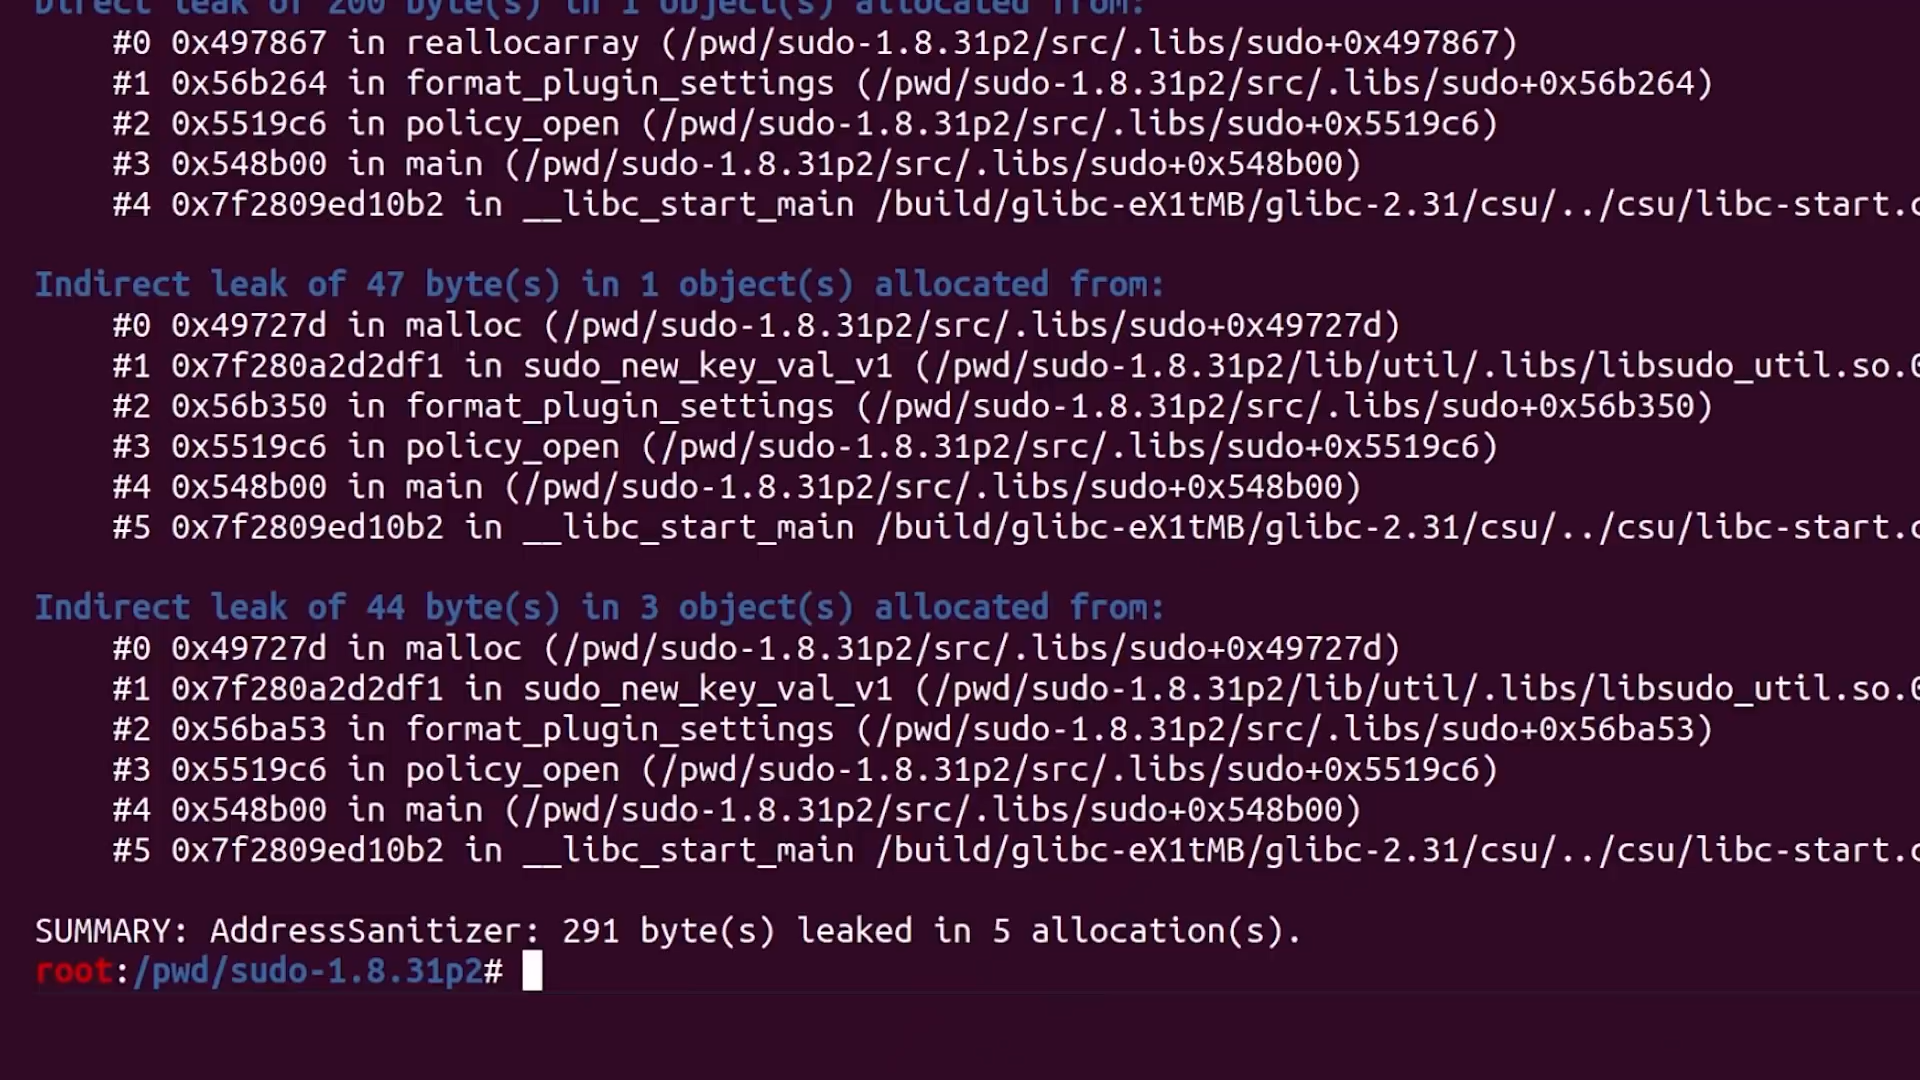 Direct leak of 200 byte(s) in 1 object(s) allocated from:
#0 0x497867 in reallocarray (/pwd/sudo-1.8.31p2/src/.libs/sudo+0x497867)
#1 0x56b264 in format_plugin_settings (/pwd/sudo-1.8.31p2/src/.libs/sudo+0x56b264)
#2 0x5519c6 in policy_open (/pwd/sudo-1.8.31p2/src/.libs/sudo+0x5519c6)
#3 0x548b00 in main (/pwd/sudo-1.8.31p2/src/.libs/sudo+0x548b00)
#4 0x7f2809ed10b2 in __libc_start_main /build/glibc-eX1tMB/glibc-2.31/csu/../csu/libc-start.c
Indirect leak of 47 byte(s) in 1 object(s) allocated from:
#0 0x49727d in malloc (/pwd/sudo-1.8.31p2/src/.libs/sudo+0x49727d)
#1 0x7f280a2d2df1 in sudo_new_key_val_v1 (/pwd/sudo-1.8.31p2/lib/util/.libs/libsudo_util.so.0
#2 0x56b350 in format_plugin_settings (/pwd/sudo-1.8.31p2/src/.libs/sudo+0x56b350)
#3 0x5519c6 in policy_open (/pwd/sudo-1.8.31p2/src/.libs/sudo+0x5519c6)
#4 0x548b00 in main (/pwd/sudo-1.8.31p2/src/.libs/sudo+0x548b00)
#5 0x7f2809ed10b2 in __libc_start_main /build/glibc-eX1tMB/glibc-2.31/csu/../csu/libc-start.c
Indirect leak of 44 byte(s) in 3 object(s) allocated from:
#0 0x49727d in malloc (/pwd/sudo-1.8.31p2/src/.libs/sudo+0x49727d)
#1 0x7f280a2d2df1 in sudo_new_key_val_v1 (/pwd/sudo-1.8.31p2/lib/util/.libs/libsudo_util.so.0
#2 0x56ba53 in format_plugin_settings (/pwd/sudo-1.8.31p2/src/.libs/sudo+0x56ba53)
#3 0x5519c6 in policy_open (/pwd/sudo-1.8.31p2/src/.libs/sudo+0x5519c6)
#4 0x548b00 in main (/pwd/sudo-1.8.31p2/src/.libs/sudo+0x548b00)
#5 0x7f2809ed10b2 in __libc_start_main /build/glibc-eX1tMB/glibc-2.31/csu/../csu/libc-start.c
SUMMARY: AddressSanitizer: 291 byte(s) leaked in 5 allocation(s).
root:/pwd/sudo-1.8.31p2#